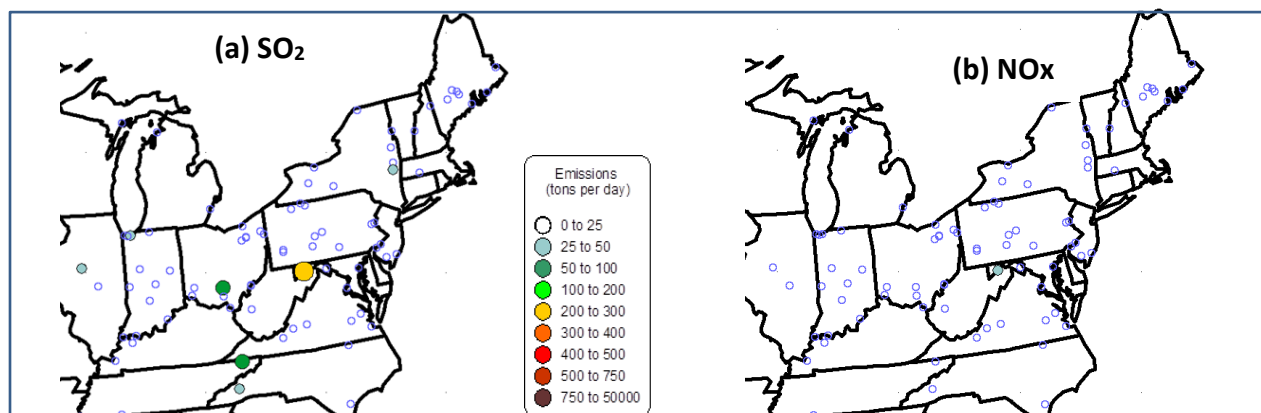 (a) SO₂
(b) NOx
Emissions
(tons per day)
0 to 25
25 to 50
50 to 100
100 to 200
200 to 300
300 to 400
400 to 500
500 to 750
750 to 50000